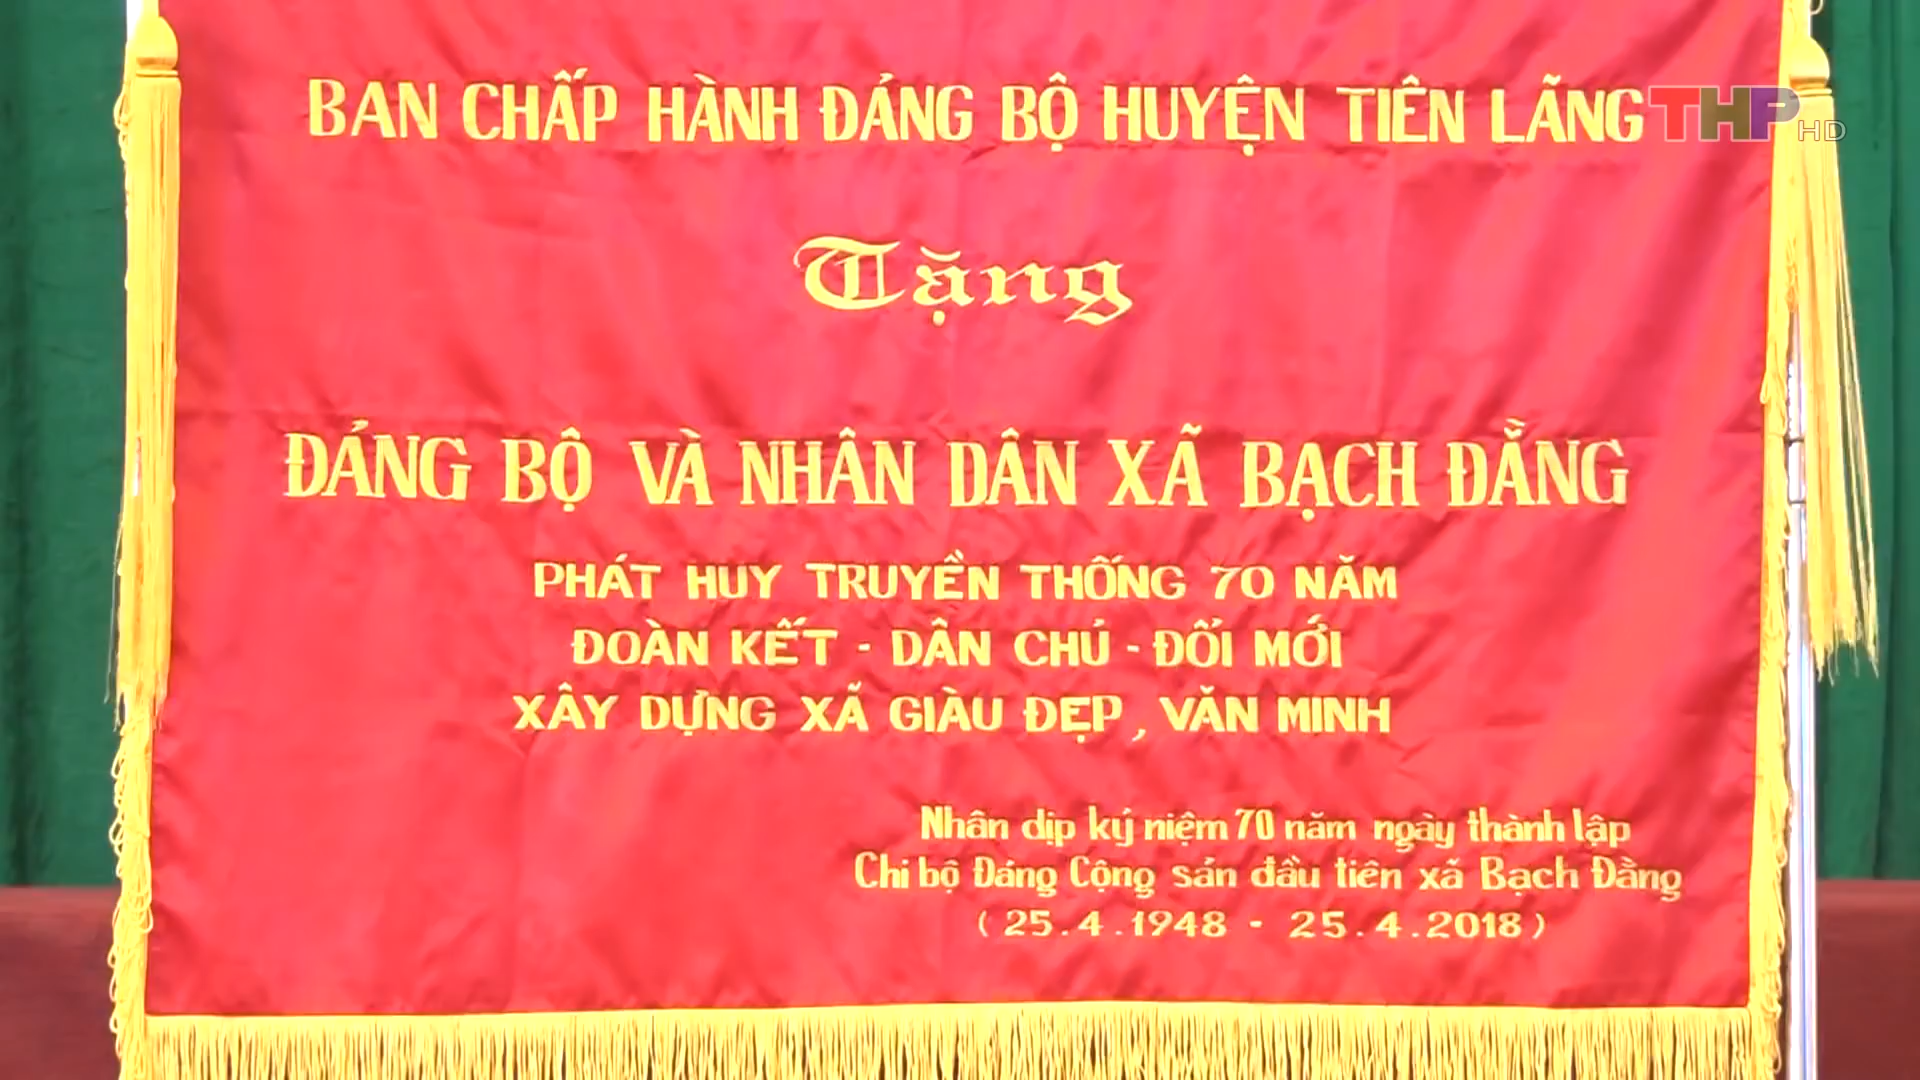 BAN CHẤP HÀNH ĐẢNG BỘ HUYỆN TIÊN LÃNG
THP HD
Tặng
ĐẢNG BỘ VÀ NHÂN DÂN XÃ BẠCH ĐẰNG
PHÁT HUY TRUYỀN THỐNG 70 NĂM
ĐOÀN KẾT - DÂN CHỦ - ĐỔI MỚI
XÂY DỰNG XÃ GIÀU ĐẸP, VĂN MINH
Nhân dịp kỷ niệm 70 năm ngày thành lập
Chi bộ Đảng Cộng sản đầu tiên xã Bạch Đằng
(25.4.1948 - 25.4.2018)